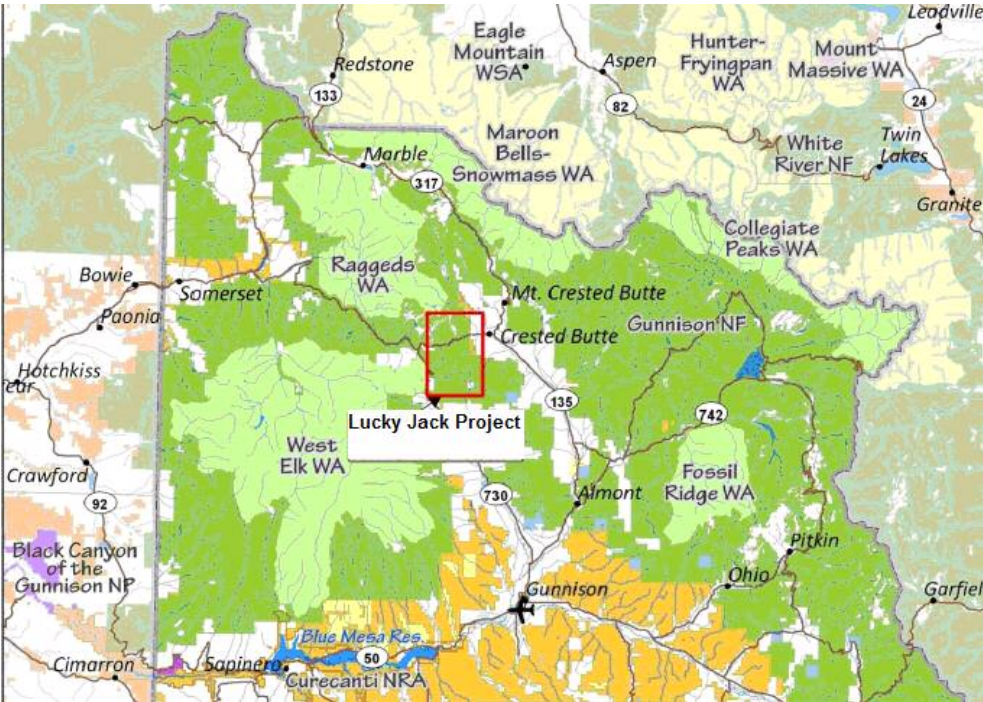 Leadville
Eagle
Mountain
WSA
Hunter-
Fryingpan
WA
Mount
Massive WA
Redstone
Aspen
133
82
24
Maroon
Bells-
Snowmass WA
White
River NF
Twin
Lakes
Marble
317
Granite
Collegiate
Peaks WA
Raggeds
WA
Bowie
Somerset
Mt. Crested Butte
Paonia
Gunnison NF
Crested Butte
Hotchkiss
ear
135
742
Lucky Jack Project
West
Elk WA
Fossil
Ridge WA
Crawford
730
Almont
92
Pitkin
Black Canyon
of the
Gunnison NP
Ohio
Gunnison
Garfiel
Blue Mesa Res.
50
Cimarron
Sapinero
Curecanti NRA